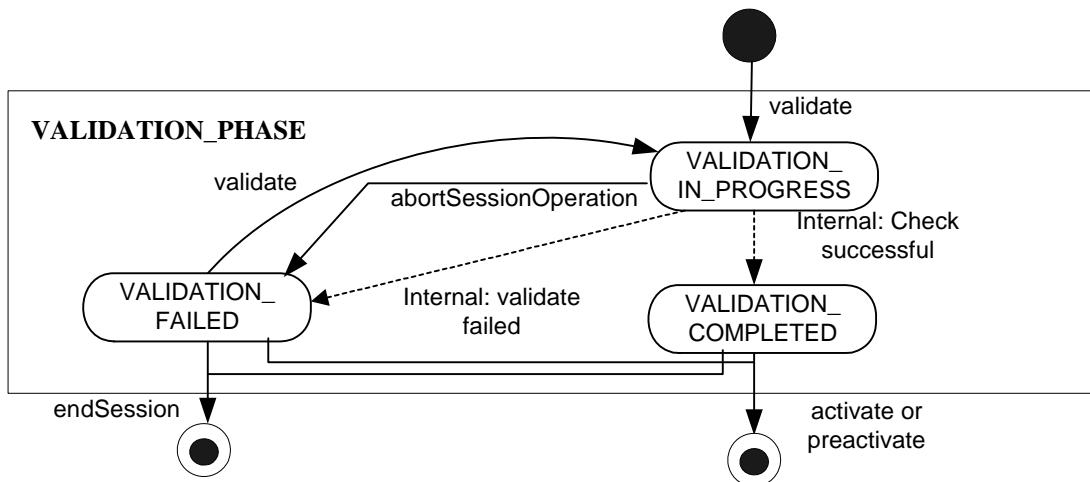 validate
VALIDATION_PHASE
VALIDATION_
IN_PROGRESS
validate
abortSessionOperation
Internal: Check
successful
VALIDATION_
FAILED
Internal: validate
failed
VALIDATION_
COMPLETED
endSession
activate or
preactivate